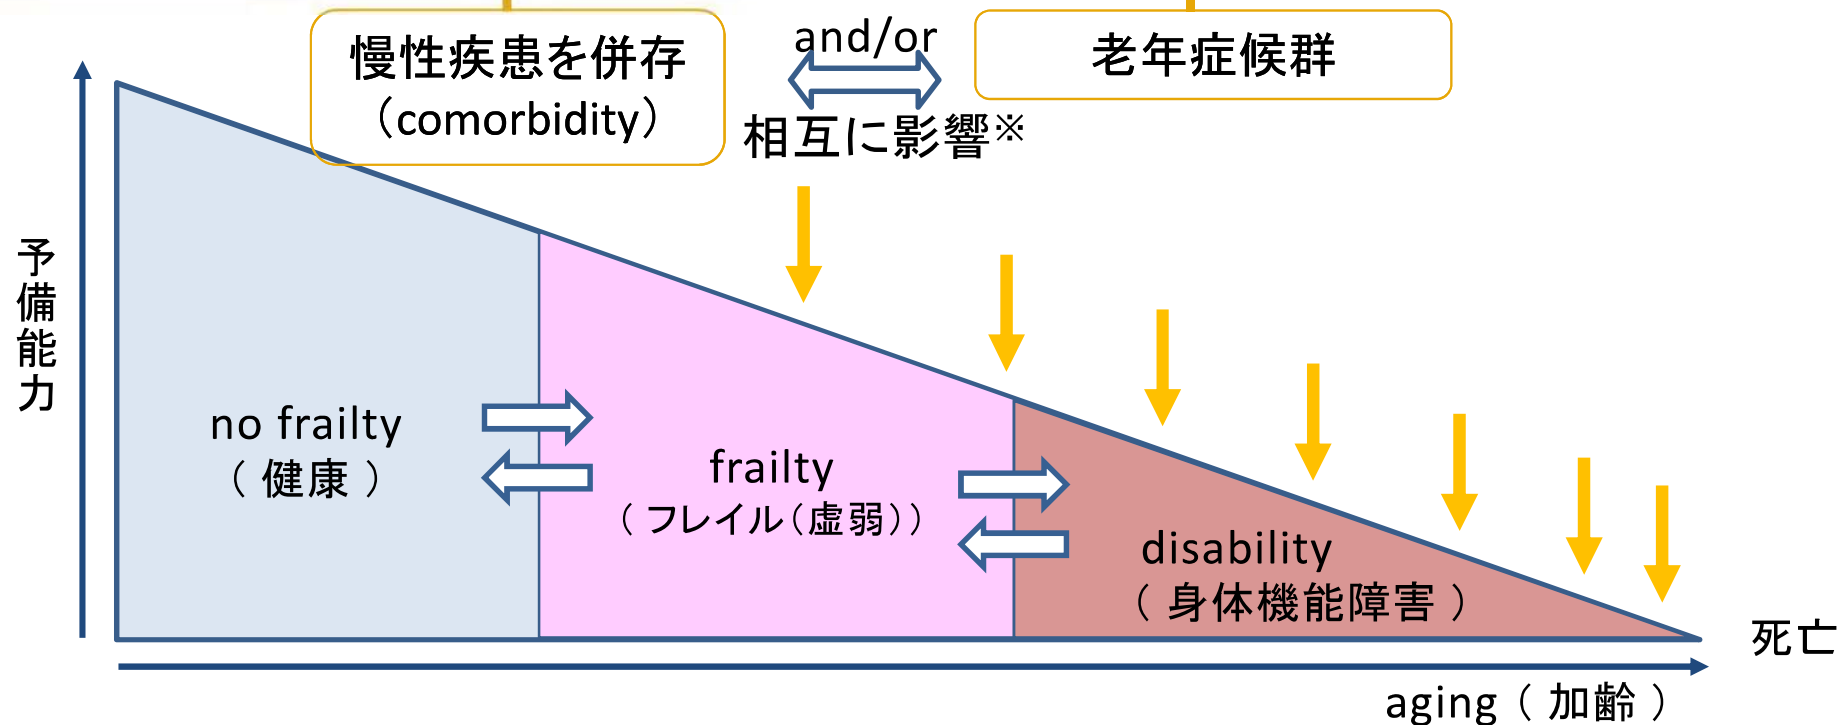 慢性疾患を併存
（comorbidity）
and/or
相互に影響※
老年症候群
予備能力
no frailty
（ 健康 ）
frailty
（ フレイル（虚弱））
disability
（ 身体機能障害 ）
死亡
aging （ 加齢 ）